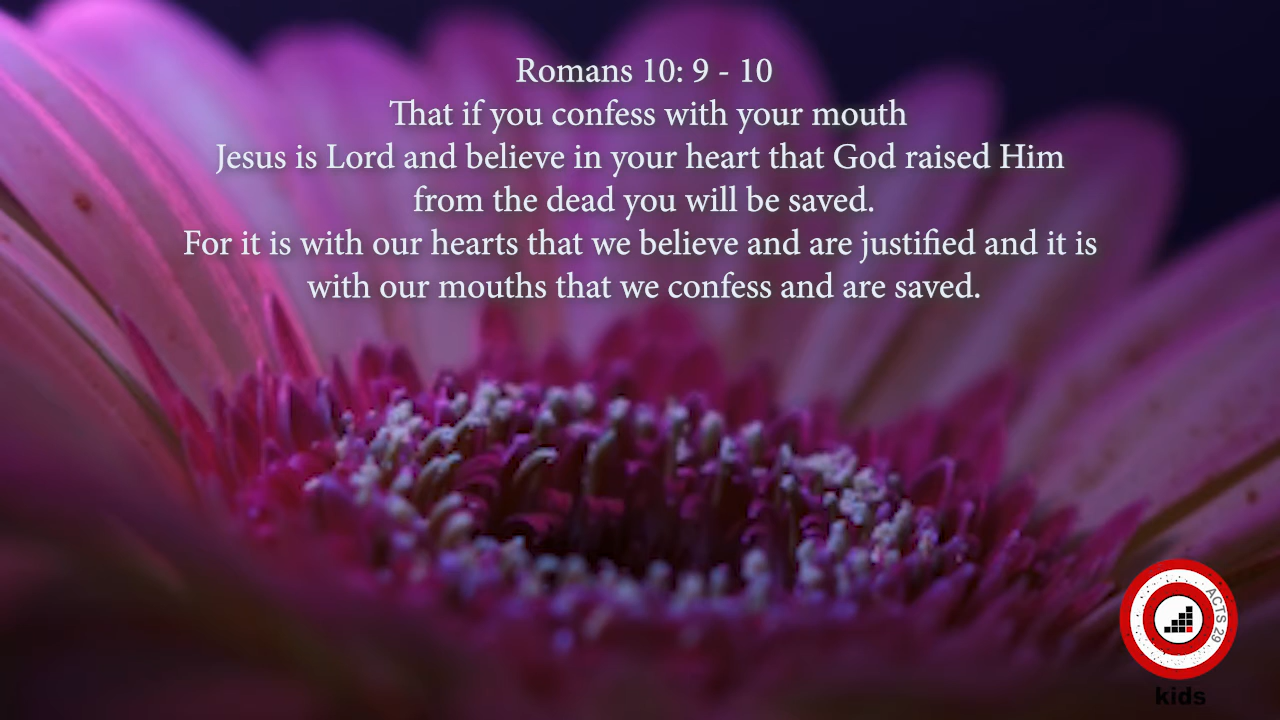 Romans 10: 9 - 10
That if you confess with your mouth
Jesus is Lord and believe in your heart that God raised Him
from the dead you will be saved.
For it is with our hearts that we believe and are justified and it is
with our mouths that we confess and are saved.
ACTS 29
kids